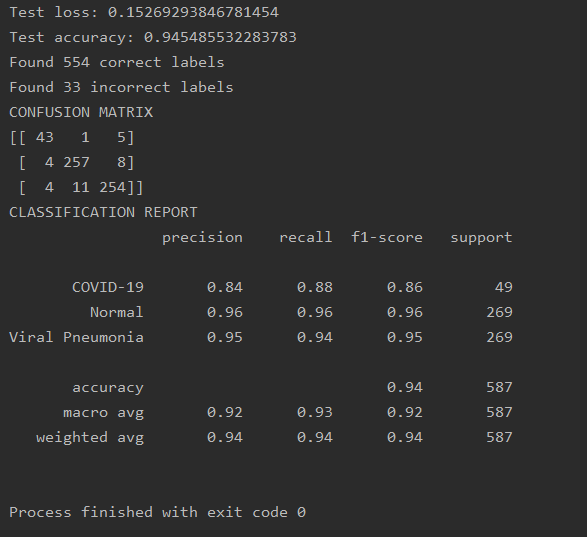 Test loss: 0.15269293846781454
Test accuracy: 0.945485532283783
Found 554 correct labels
Found 33 incorrect labels
CONFUSION MATRIX
[[ 43   1   5]
 [  4 257   8]
 [  4  11 254]]
CLASSIFICATION REPORT
                 precision    recall  f1-score   support

       COVID-19       0.84      0.88      0.86        49
         Normal       0.96      0.96      0.96       269
Viral Pneumonia       0.95      0.94      0.95       269

       accuracy                           0.94       587
      macro avg       0.92      0.93      0.92       587
   weighted avg       0.94      0.94      0.94       587


Process finished with exit code 0